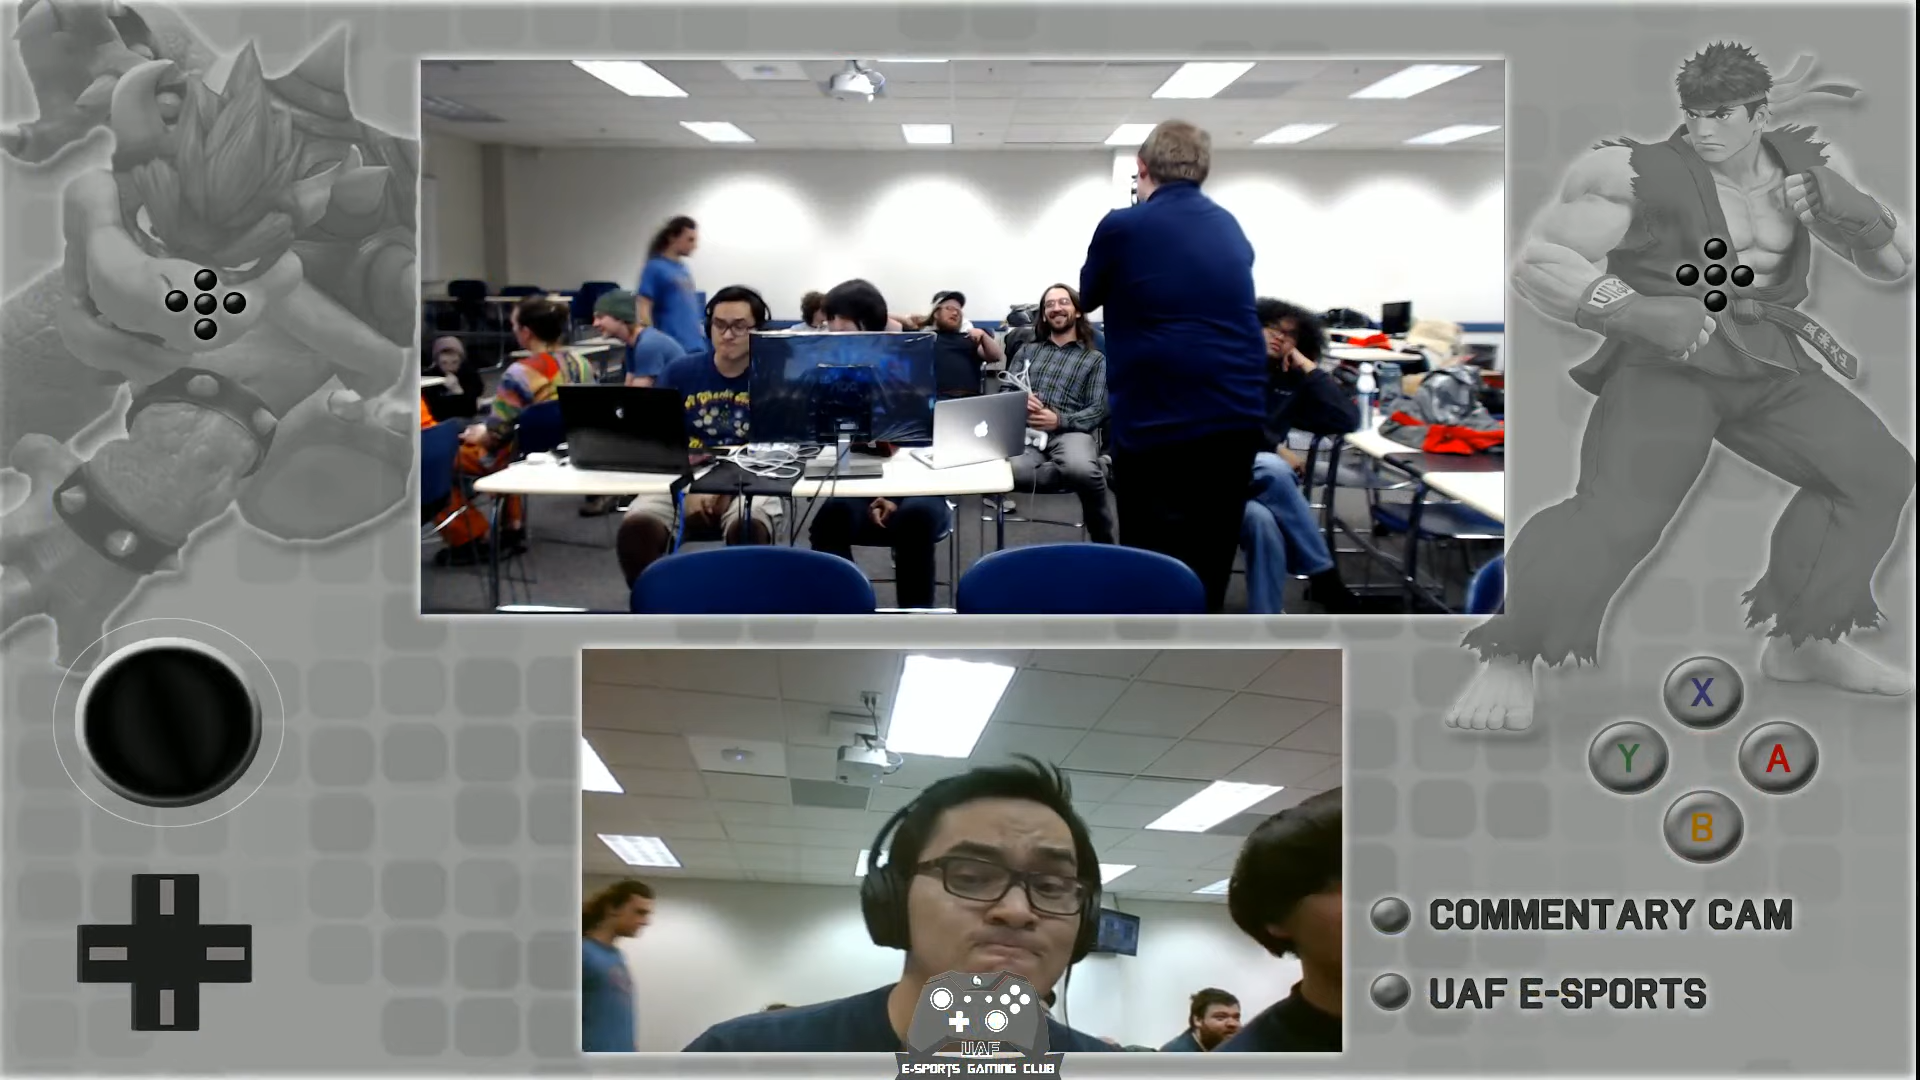 X
Y
A
B
COMMENTARY CAM
UAF E-SPORTS
UAF
E-SPORTS GAMING CLUB